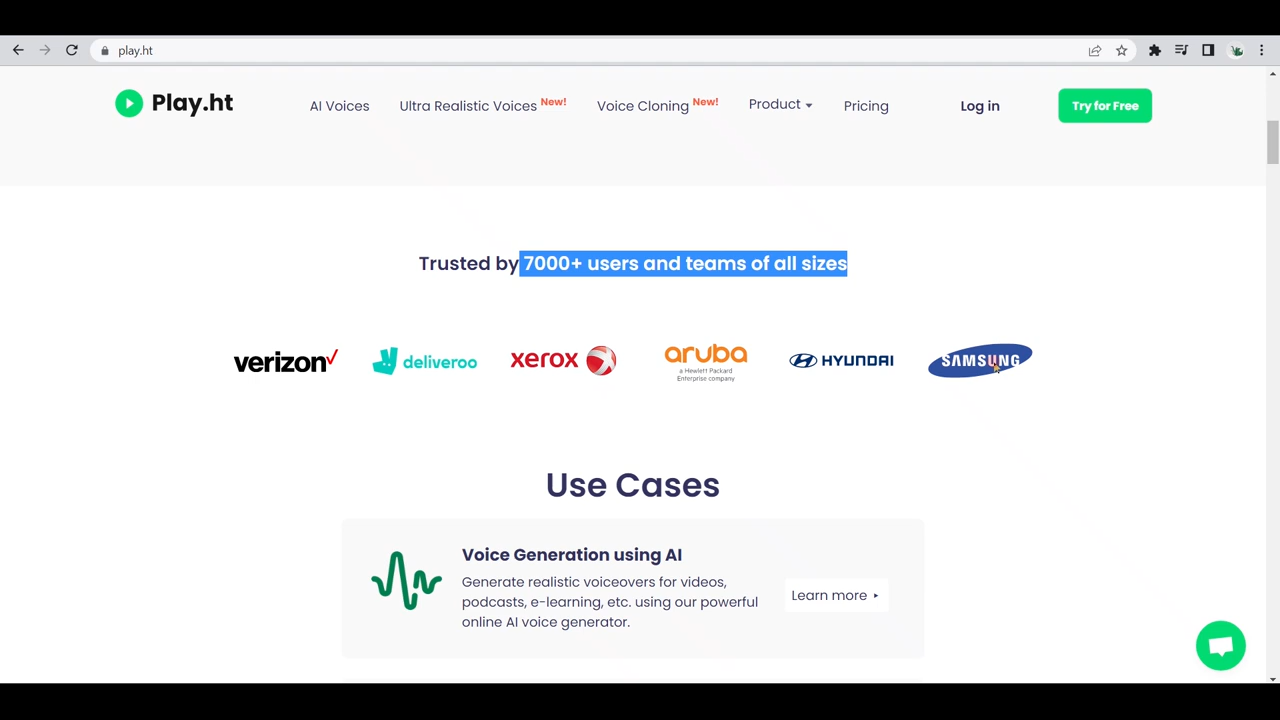 play.ht
Play.ht
AI Voices
Ultra Realistic Voices New!
Voice Cloning New!
Product
Pricing
Log in
Try for Free
Trusted by 7000+ users and teams of all sizes
verizon
deliveroo
xerox
aruba
a Hewlett Packard
Enterprise company
HYUNDAI
SAMSUNG
Use Cases
Voice Generation using AI
Generate realistic voiceovers for videos,
podcasts, e-learning, etc. using our powerful
online AI voice generator.
Learn more